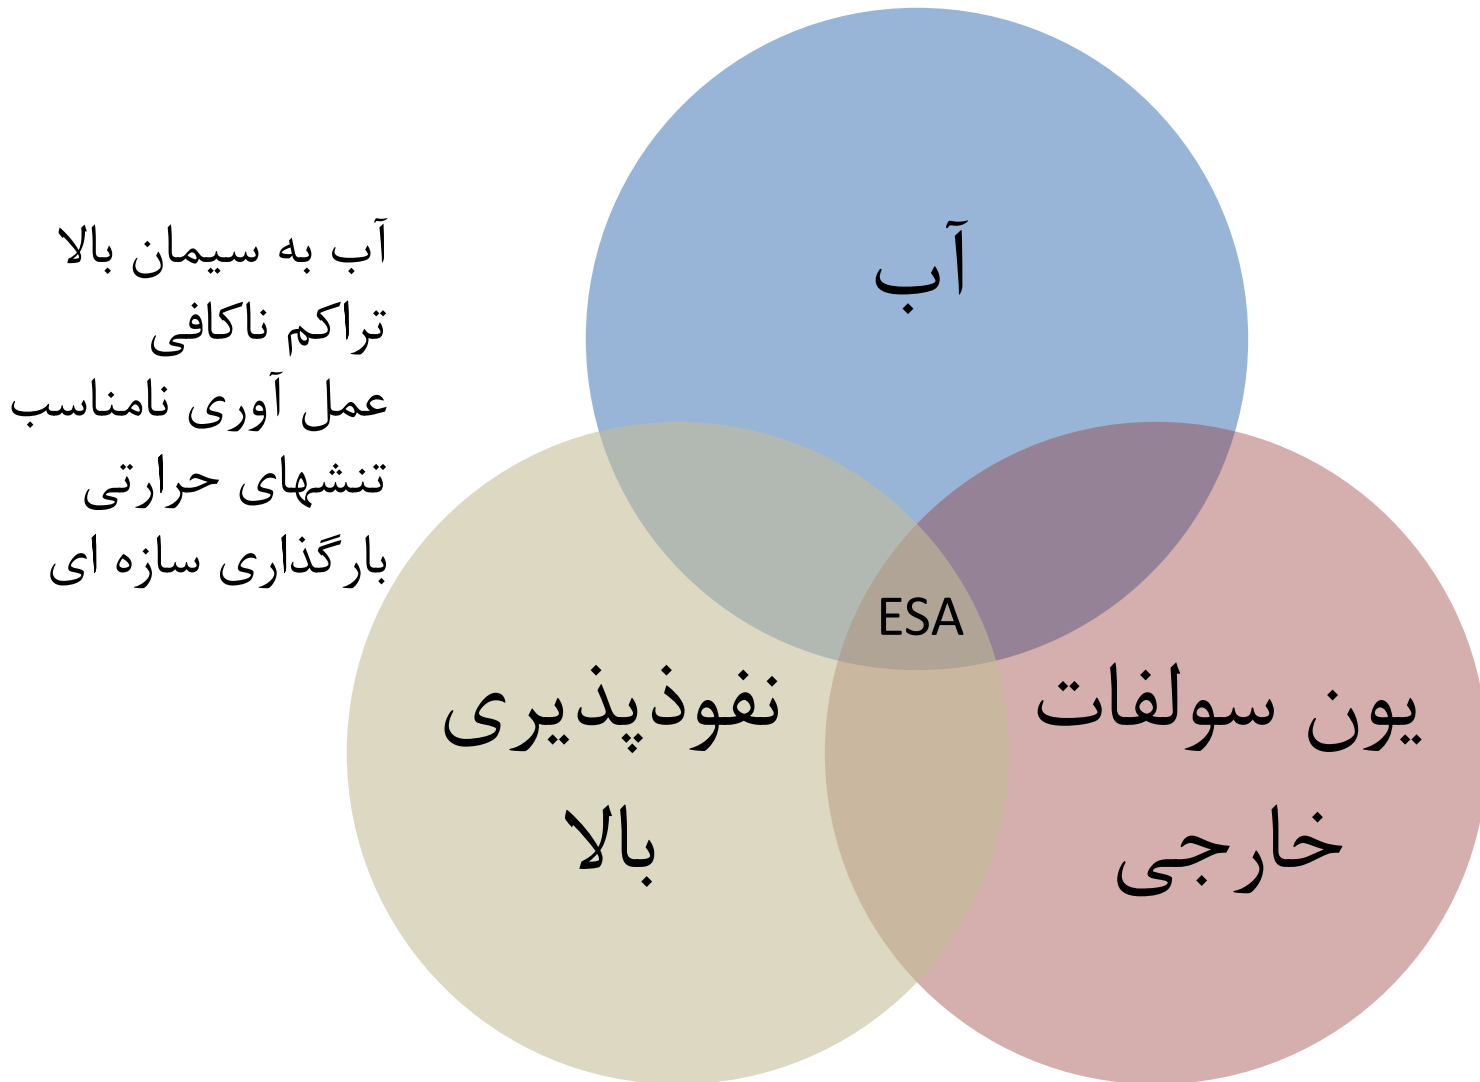 آب
آب به سیمان بالا
تراکم ناکافی
عمل آوری نامناسب
تنشهای حرارتی
بارگذاری سازه ای
ESA
یون سولفات
خارجی
نفوذپذیری
بالا